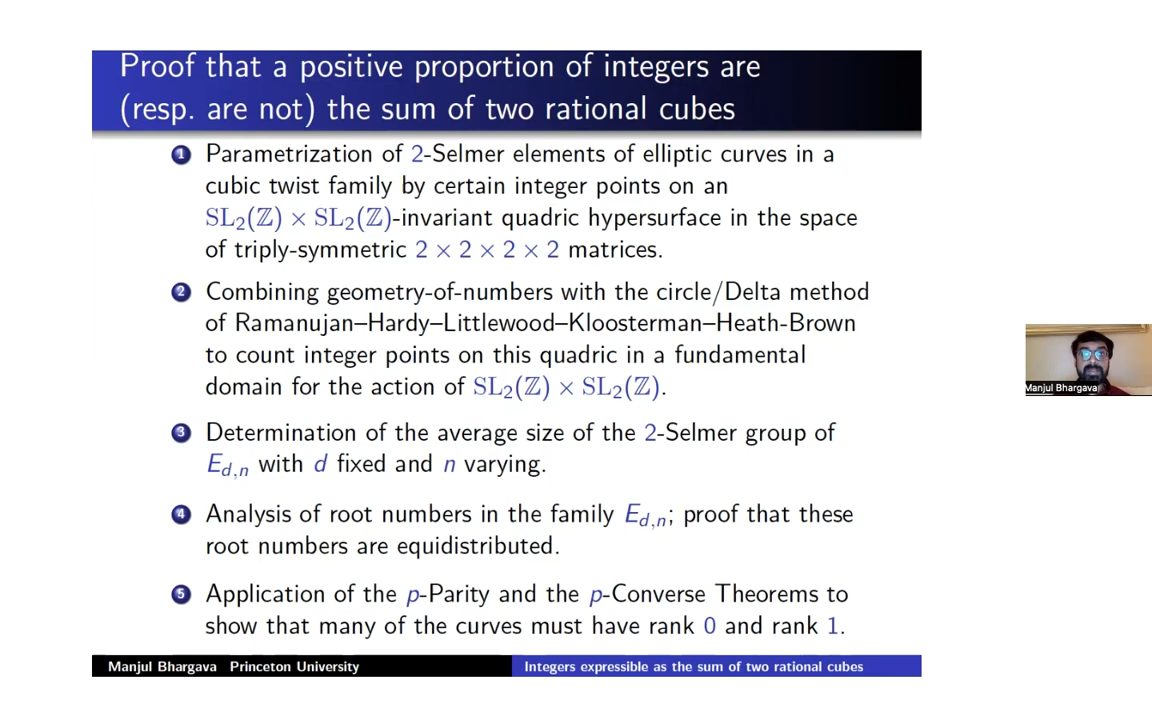 Proof that a positive proportion of integers are
(resp. are not) the sum of two rational cubes
1 Parametrization of 2-Selmer elements of elliptic curves in a
cubic twist family by certain integer points on an
SL₂(ℤ) × SL₂(ℤ)-invariant quadric hypersurface in the space
of triply-symmetric 2 × 2 × 2 × 2 matrices.
2 Combining geometry-of-numbers with the circle/Delta method
of Ramanujan–Hardy–Littlewood–Kloosterman–Heath-Brown
to count integer points on this quadric in a fundamental
domain for the action of SL₂(ℤ) × SL₂(ℤ).
3 Determination of the average size of the 2-Selmer group of
E_{d,n} with d fixed and n varying.
4 Analysis of root numbers in the family E_{d,n}; proof that these
root numbers are equidistributed.
5 Application of the p-Parity and the p-Converse Theorems to
show that many of the curves must have rank 0 and rank 1.
Manjul Bhargava Princeton University
Integers expressible as the sum of two rational cubes
Manjul Bhargava